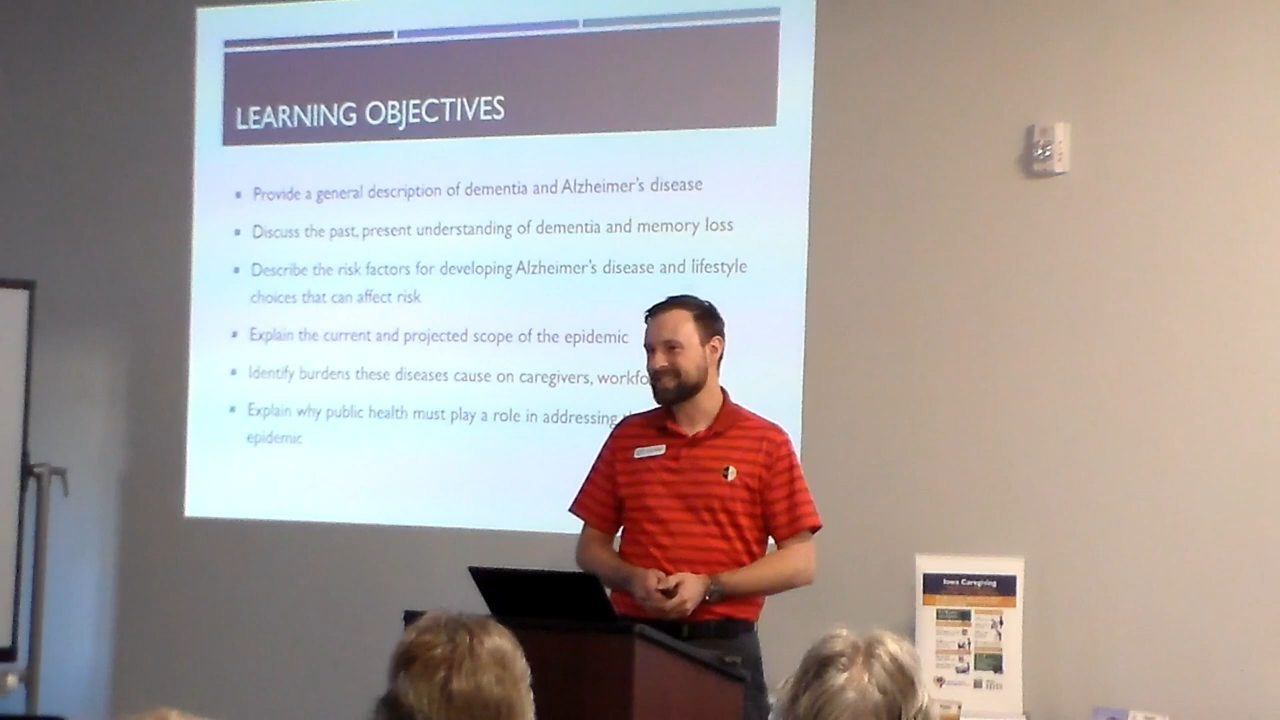 LEARNING OBJECTIVES
Provide a general description of dementia and Alzheimer's disease
Discuss the past, present understanding of dementia and memory loss
Describe the risk factors for developing Alzheimer's disease and lifestyle
choices that can affect risk
Explain the current and projected scope of the epidemic
Identify burdens these diseases cause on caregivers, workfo
Explain why public health must play a role in addressing
epidemic
Iowa Caregiving